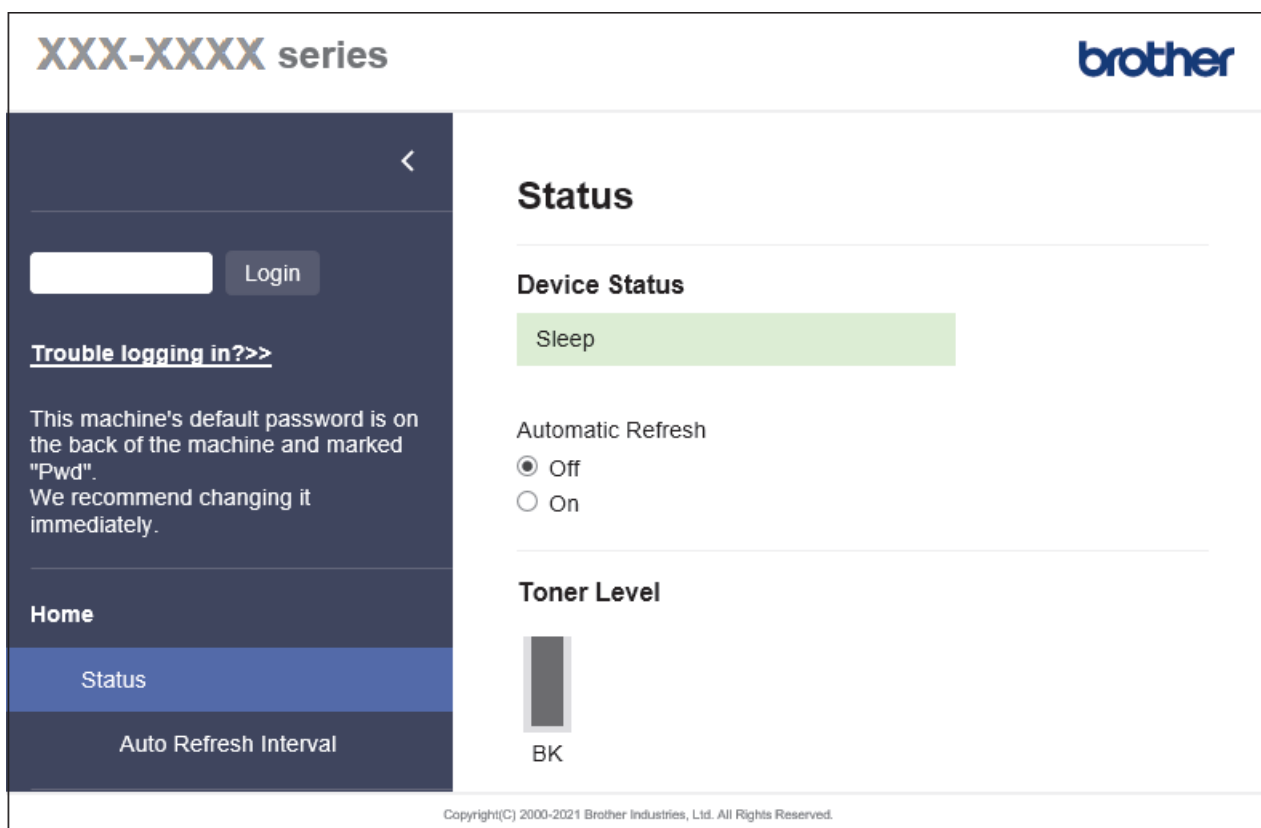 XXX-XXXX series
brother
Login
Trouble logging in?>>
This machine's default password is on
the back of the machine and marked
"Pwd".
We recommend changing it
immediately.
Home
Status
Auto Refresh Interval
Status
Device Status
Sleep
Automatic Refresh
Off
On
Toner Level
BK
Copyright(C) 2000-2021 Brother Industries, Ltd. All Rights Reserved.